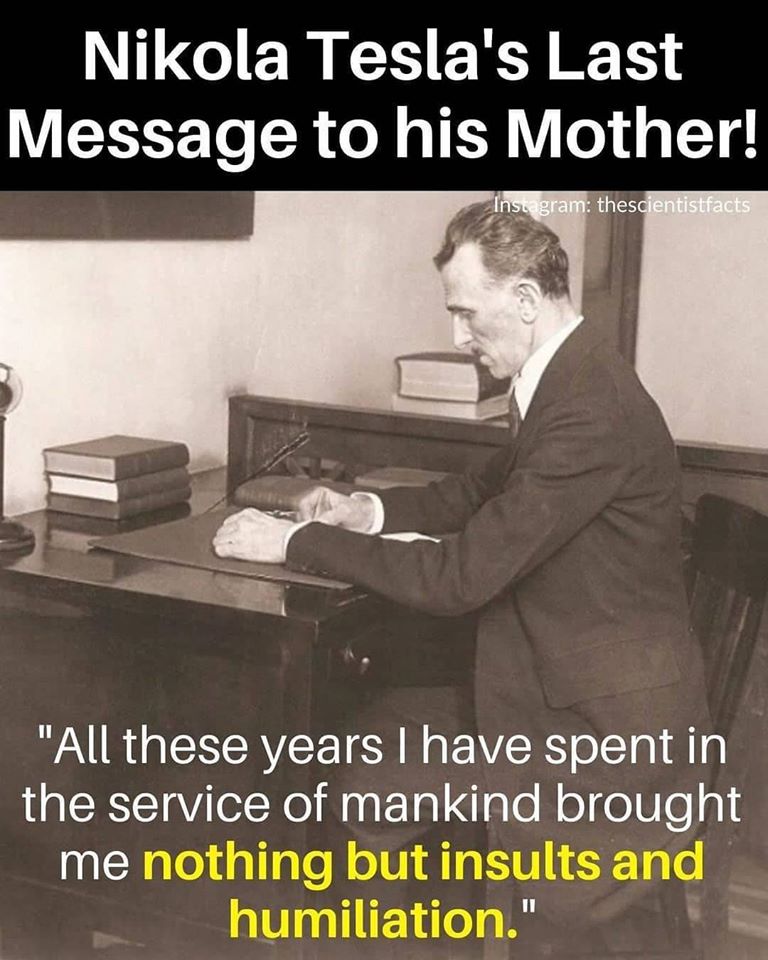 Nikola Tesla's Last
Message to his Mother!
Instagram: thescientistfacts
"All these years I have spent in
the service of mankind brought
me nothing but insults and
humiliation."